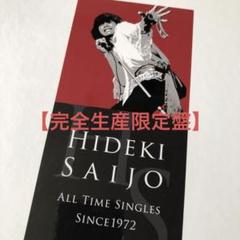 【完全生産限定盤】
HIDEKI
SAIJO
ALL TIME SINGLES
SINCE1972